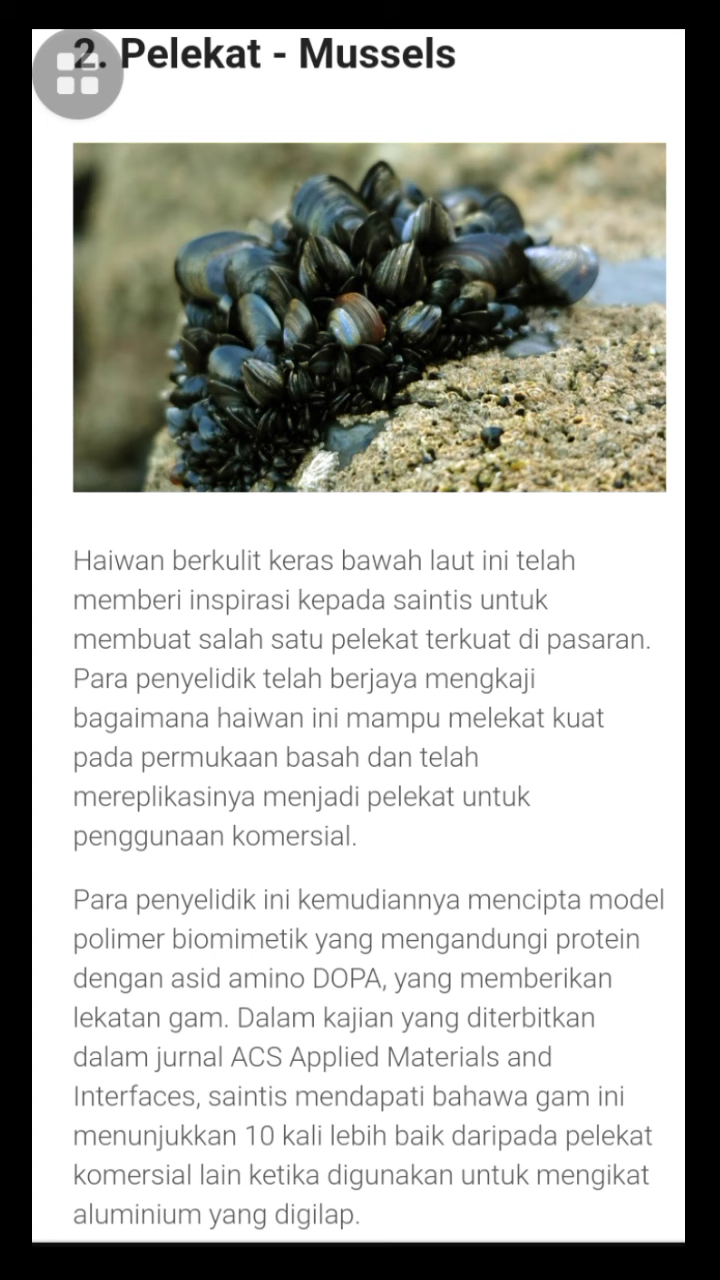 2. Pelekat - Mussels
Haiwan berkulit keras bawah laut ini telah
memberi inspirasi kepada saintis untuk
membuat salah satu pelekat terkuat di pasaran.
Para penyelidik telah berjaya mengkaji
bagaimana haiwan ini mampu melekat kuat
pada permukaan basah dan telah
mereplikasinya menjadi pelekat untuk
penggunaan komersial.
Para penyelidik ini kemudiannya mencipta model
polimer biomimetik yang mengandungi protein
dengan asid amino DOPA, yang memberikan
lekatan gam. Dalam kajian yang diterbitkan
dalam jurnal ACS Applied Materials and
Interfaces, saintis mendapati bahawa gam ini
menunjukkan 10 kali lebih baik daripada pelekat
komersial lain ketika digunakan untuk mengikat
aluminium yang digilap.